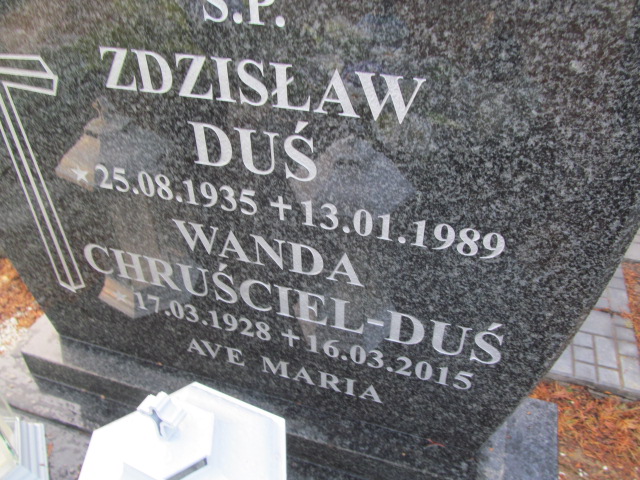 Ś.P.
ZDZISŁAW
DUŚ
★25.08.1935 +13.01.1989
WANDA
CHRUŚCIEL-DUŚ
★17.03.1928 +16.03.2015
AVE MARIA